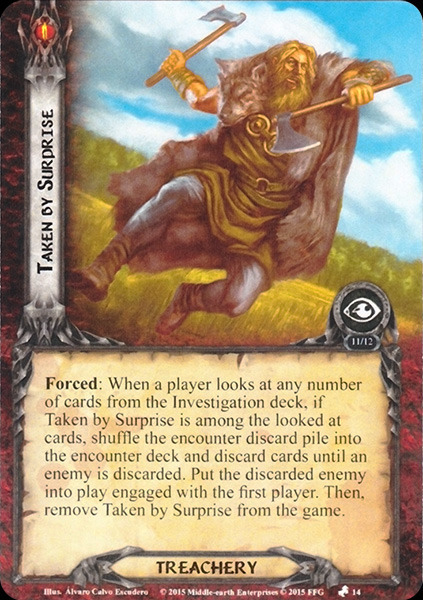 TAKEN BY SURPRISE
11/12
Forced: When a player looks at any number
of cards from the Investigation deck, if
Taken by Surprise is among the looked at
cards, shuffle the encounter discard pile into
the encounter deck and discard cards until an
enemy is discarded. Put the discarded enemy
into play engaged with the first player. Then,
remove Taken by Surprise from the game.
TREACHERY
Illus. Álvaro Calvo Escudero © 2015 Middle-earth Enterprises © 2015 FFG 14